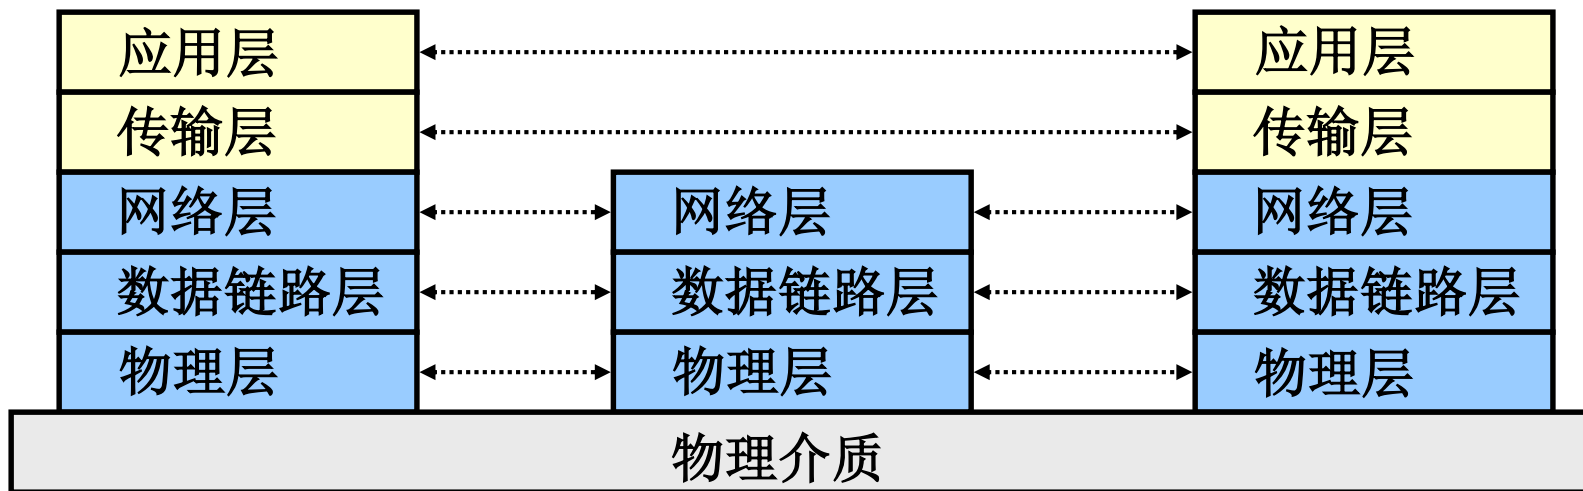 应用层
应用层
传输层
传输层
网络层
网络层
网络层
数据链路层
数据链路层
数据链路层
物理层
物理层
物理层
物理介质